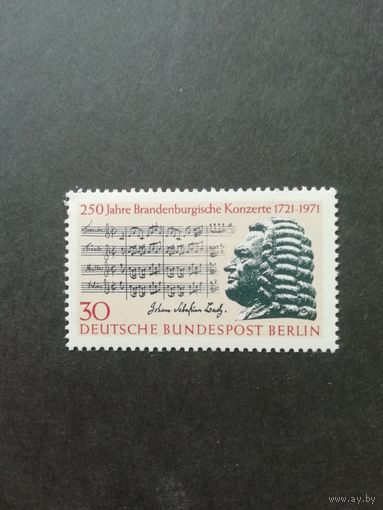 250 Jahre Brandenburgische Konzerte 1721-1971
Johann Sebastian Bach.
30
DEUTSCHE BUNDESPOST BERLIN
www.ay.by